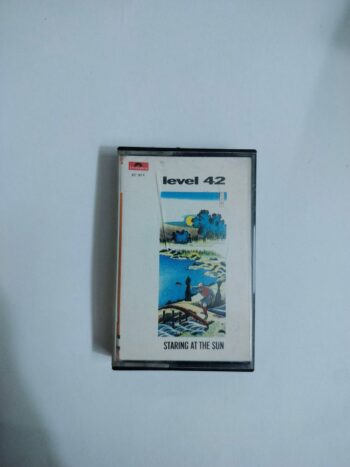 level 42
STARING AT THE SUN